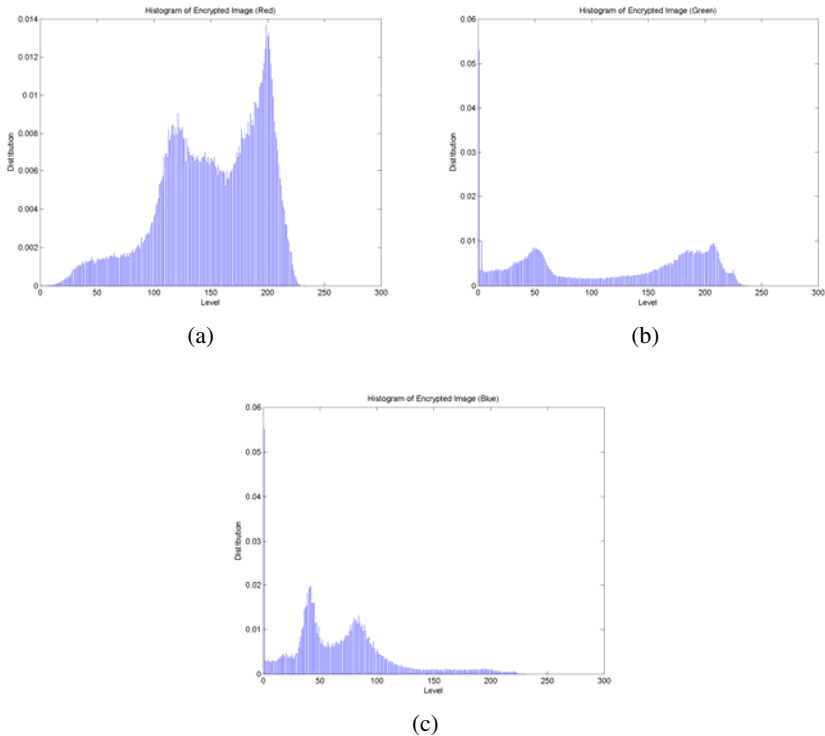 Histogram of Encrypted Image (Red)
0.014
0.012
0.01
0.008
0.006
0.004
0.002
0
Distribution
0 50 100 150 200 250 300
Level
(a)
Histogram of Encrypted Image (Green)
0.06
0.05
0.04
0.03
0.02
0.01
0
Distribution
0 50 100 150 200 250 300
Level
(b)
Histogram of Encrypted Image (Blue)
0.06
0.05
0.04
0.03
0.02
0.01
0
Distribution
0 50 100 150 200 250 300
Level
(c)